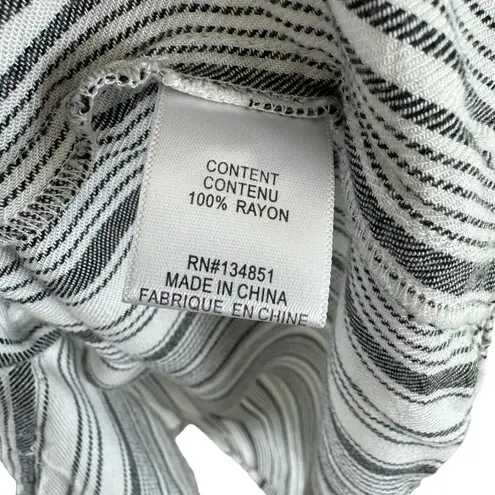 CONTENT
CONTENU
100% RAYON
RN#134851
MADE IN CHINA
FABRIQUE EN CHINE